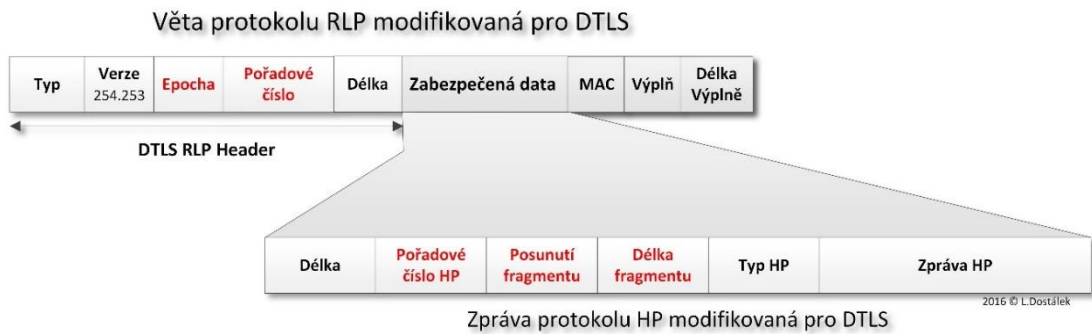 Věta protokolu RLP modifikovaná pro DTLS
Typ
Verze
254.253
Epocha
Pořadové
číslo
Délka
Zabezpečená data
MAC
Výplň
Délka
Výplně
DTLS RLP Header
Délka
Pořadové
číslo HP
Posunutí
fragmentu
Délka
fragmentu
Typ HP
Zpráva HP
2016 © L.Dostálek
Zpráva protokolu HP modifikovaná pro DTLS